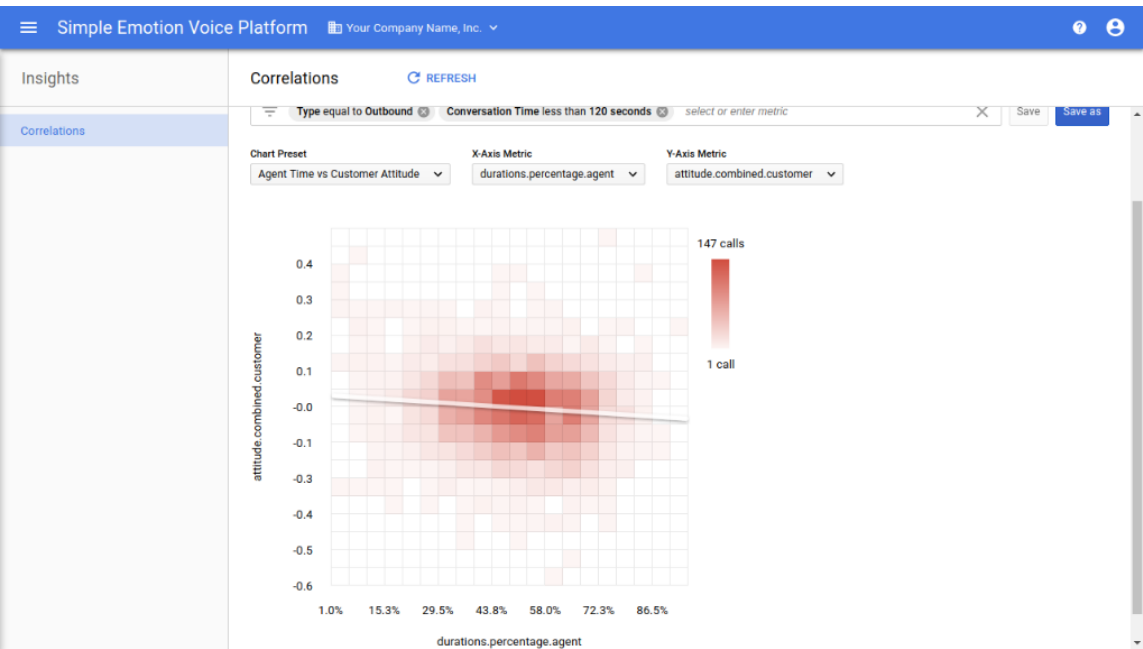 Simple Emotion Voice Platform Your Company Name, Inc.
Insights
Correlations REFRESH
Type equal to Outbound Conversation Time less than 120 seconds select or enter metric Save Save as
Correlations
Chart Preset X-Axis Metric Y-Axis Metric
Agent Time vs Customer Attitude durations.percentage.agent attitude.combined.customer
147 calls
1 call
attitude.combined.customer
0.4
0.3
0.2
0.1
-0.0
-0.1
-0.3
-0.4
-0.5
-0.6
1.0% 15.3% 29.5% 43.8% 58.0% 72.3% 86.5%
durations.percentage.agent